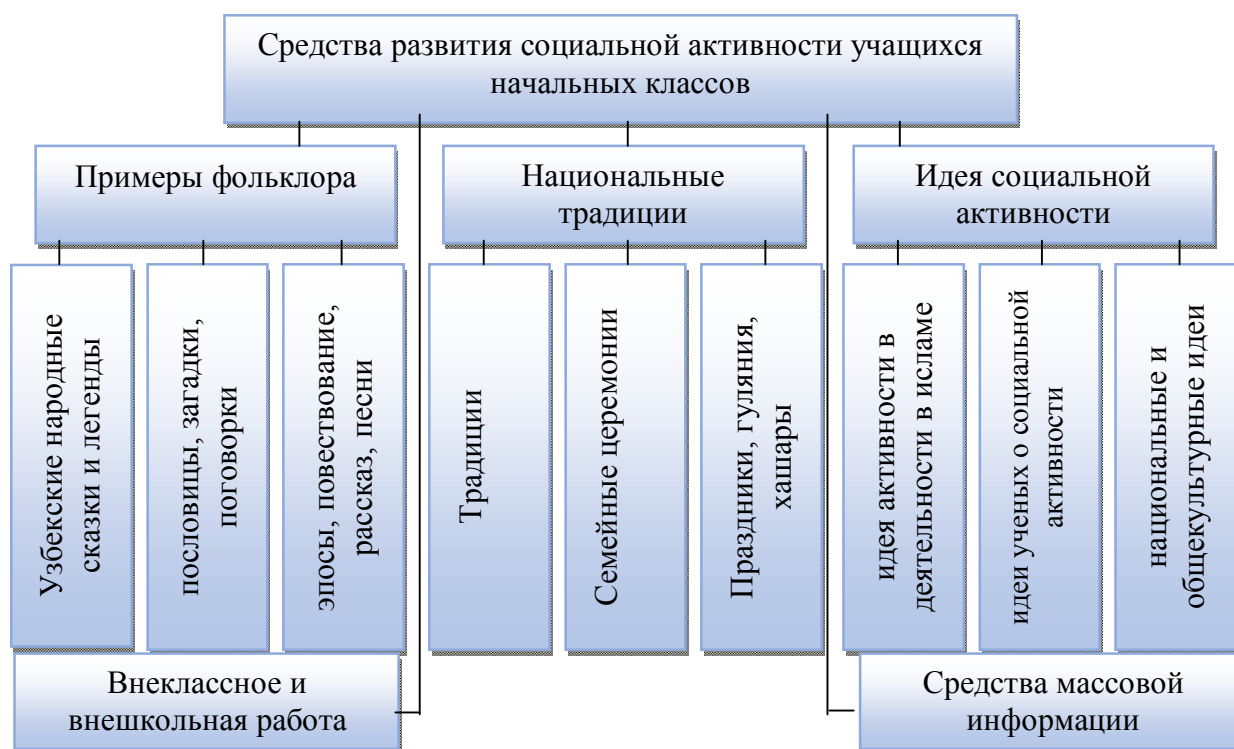 Средства развития социальной активности учащихся
начальных классов
Примеры фольклора
Национальные
традиции
Идея социальной
активности
Узбекские народные
сказки и легенды
пословицы, загадки,
поговорки
эпосы, повествование,
рассказ, песни
Традиции
Семейные церемонии
Праздники, гуляния,
хашары
идея активности в
деятельности в исламе
идеи ученых о социальной
активности
национальные и
общекультурные идеи
Внеклассное и
внешкольная работа
Средства массовой
информации